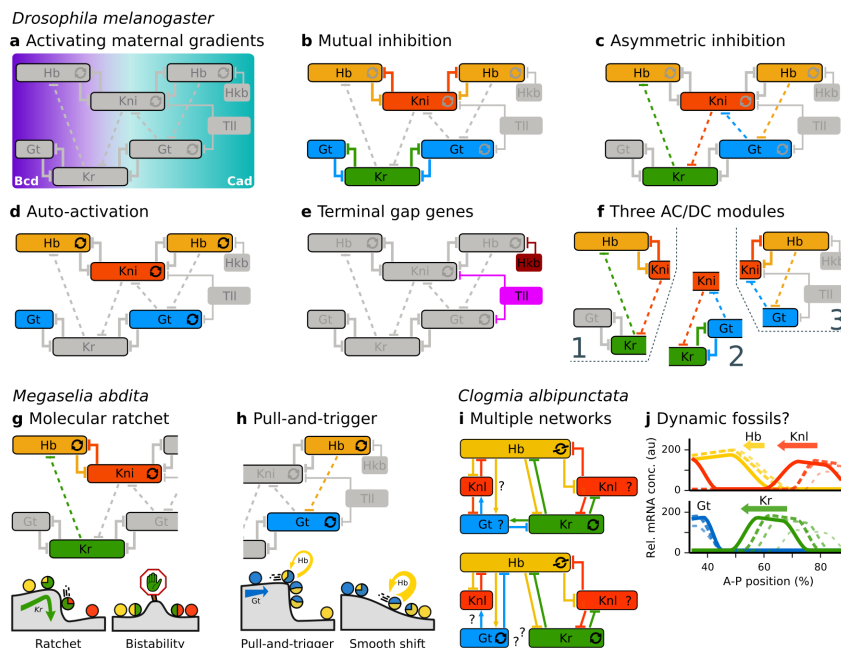 Drosophila melanogaster
a Activating maternal gradients
b Mutual inhibition
c Asymmetric inhibition
Hb Hb Hkb Kni Tll Gt Gt Kr Bcd Cad
Hb Hb Hkb Kni Tll Gt Gt Kr
Hb Hb Hkb Kni Tll Gt Gt Kr
d Auto-activation
e Terminal gap genes
f Three AC/DC modules
Hb Hb Hkb Kni Tll Gt Gt Kr
Hb Hb Hkb Kni Tll Gt Gt Kr
Hb Kni Gt Kr 1
Kni Gt Kr 2
Hb Kni Hkb Tll Gt 3
Megaselia abdita
g Molecular ratchet
Hb Kni Gt Gt Kr
Kr
Ratchet
Bistability
h Pull-and-trigger
Hb Hkb Kni Tll Gt
Hb
Gt
Hb
Pull-and-trigger
Smooth shift
Clogmia albipunctata
i Multiple networks
Hb
Knl ? Knl ?
Gt ? Kr
Hb
Knl Knl ?
?
Gt ? ? Kr
j Dynamic fossils?
Hb Knl
200
0
Gt Kr
200
0
40 60 80
Rel. mRNA conc. (au)
A-P position (%)